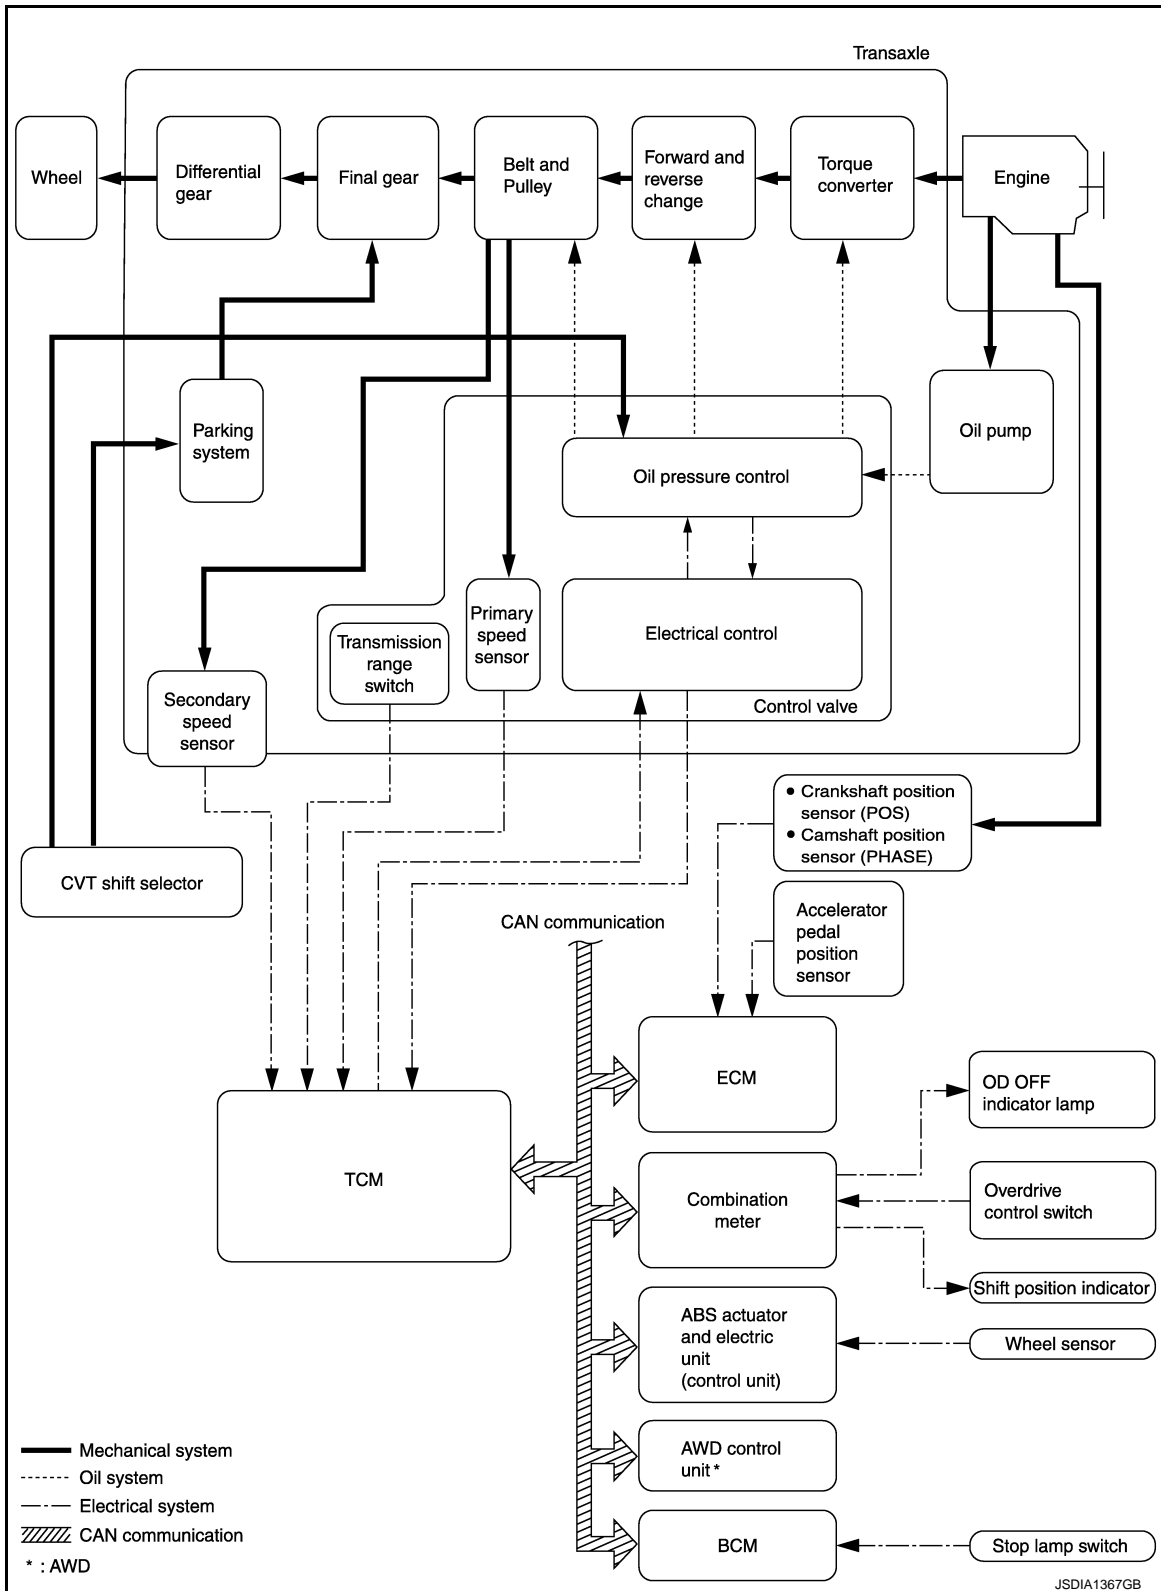 Transaxle
Wheel
Differential
gear
Final gear
Belt and
Pulley
Forward and
reverse
change
Torque
converter
Engine
Parking
system
Oil pressure control
Oil pump
Electrical control
Primary
speed
sensor
Transmission
range
switch
Control valve
Secondary
speed
sensor
• Crankshaft position
sensor (POS)
• Camshaft position
sensor (PHASE)
CVT shift selector
Accelerator
pedal
position
sensor
CAN communication
ECM
OD OFF
indicator lamp
TCM
Combination
meter
Overdrive
control switch
Shift position indicator
ABS actuator
and electric
unit
(control unit)
Wheel sensor
AWD control
unit *
BCM
Stop lamp switch
Mechanical system
Oil system
Electrical system
CAN communication
* : AWD
JSDIA1367GB